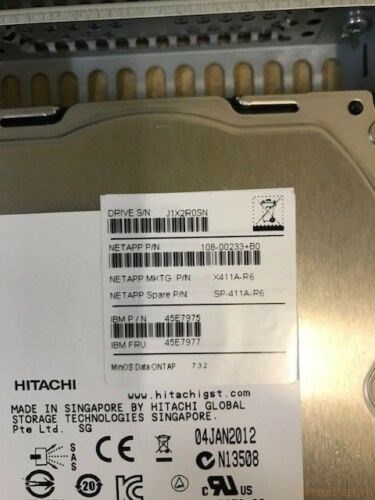 DRIVE S/N J1X2R0SN
NETAPP P/N 108-00233+B0
NETAPP MKTG P/N X411A-R6
NETAPP Spare P/N SP-411A-R6
IBM P/N 45E7975
IBM FRU 45E7977
MinOS Data ONTAP 7.3.2
HITACHI
www.hitachigst.com
MADE IN SINGAPORE BY HITACHI GLOBAL
STORAGE TECHNOLOGIES SINGAPORE.
Pte Ltd. SG
04JAN2012
SAS
N13508
20